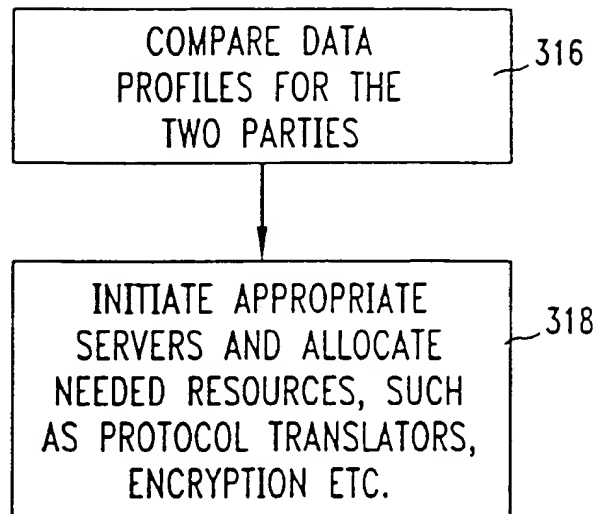 COMPARE DATA
PROFILES FOR THE
TWO PARTIES
316
INITIATE APPROPRIATE
SERVERS AND ALLOCATE
NEEDED RESOURCES, SUCH
AS PROTOCOL TRANSLATORS,
ENCRYPTION ETC.
318